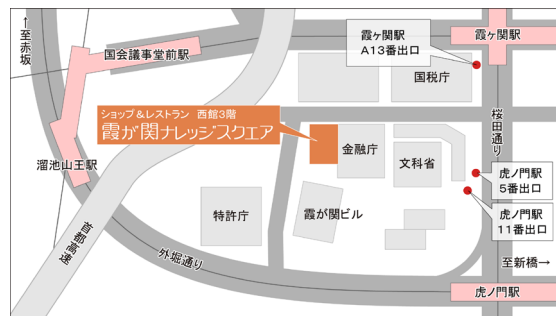 ↑至赤坂
国会議事堂前駅
霞ヶ関駅
A13番出口
霞ヶ関駅
国税庁
ショップ&レストラン 西館3階
霞が関ナレッジスクエア
桜田通り
金融庁
文科省
溜池山王駅
虎ノ門駅
5番出口
特許庁
霞が関ビル
虎ノ門駅
11番出口
首都高速
外堀通り
至新橋→
虎ノ門駅